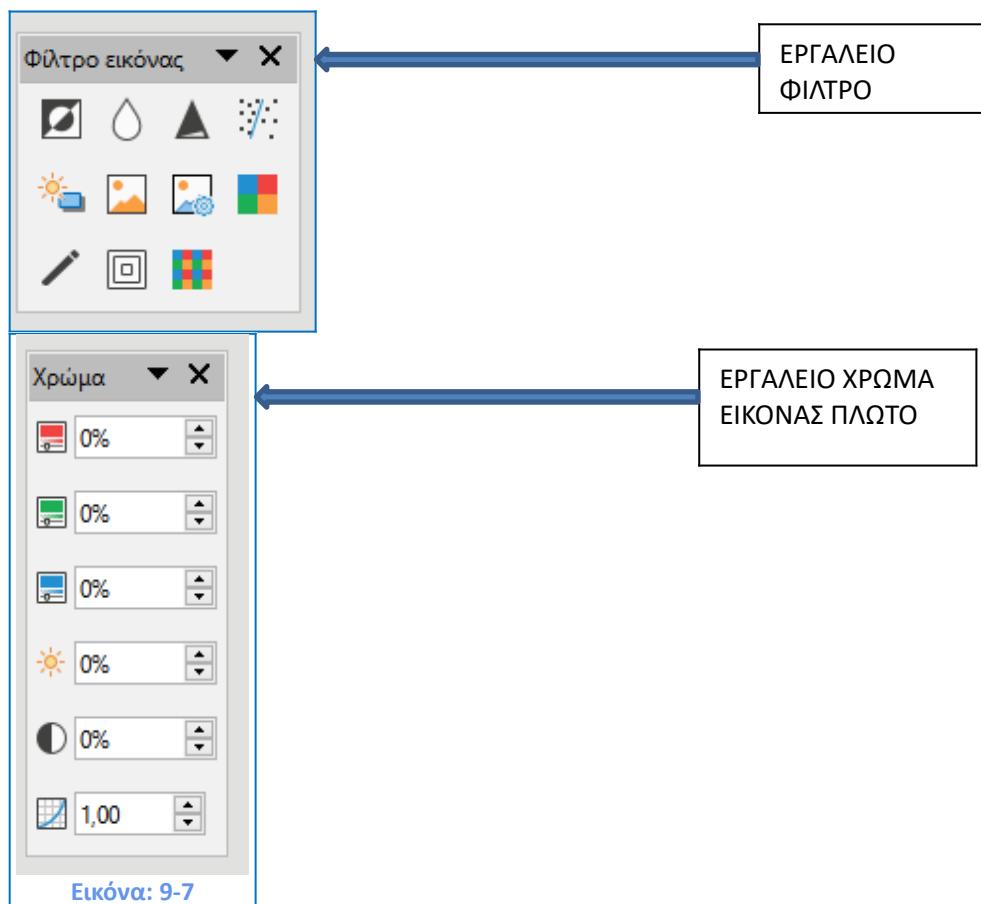 Φίλτρο εικόνας
ΕΡΓΑΛΕΙΟ
ΦΙΛΤΡΟ
Χρώμα
0%
0%
0%
0%
0%
1,00
ΕΡΓΑΛΕΙΟ ΧΡΩΜΑ
ΕΙΚΟΝΑΣ ΠΛΩΤΟ
Εικόνα: 9-7